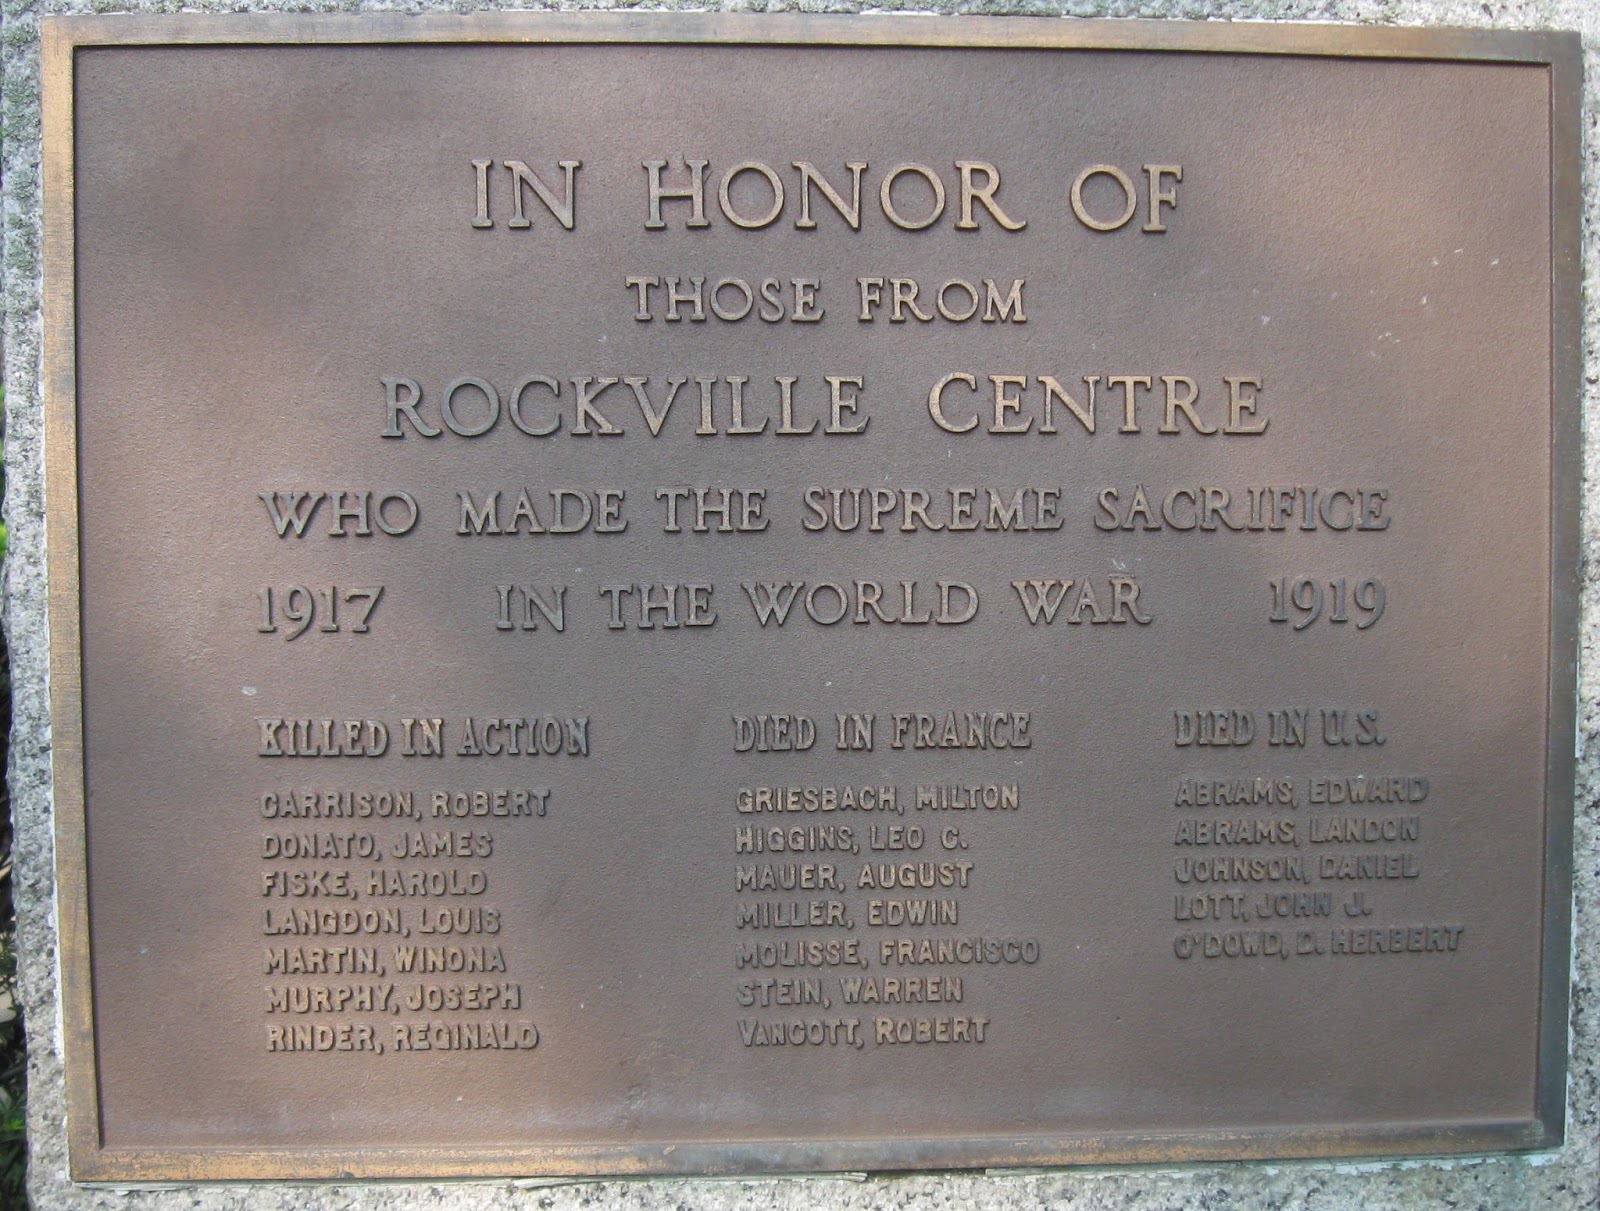 IN HONOR OF
THOSE FROM
ROCKVILLE CENTRE
WHO MADE THE SUPREME SACRIFICE
1917 IN THE WORLD WAR 1919
KILLED IN ACTION
GARRISON, ROBERT
DONATO, JAMES
FISKE, HAROLD
LANGDON, LOUIS
MARTIN, WINONA
MURPHY, JOSEPH
RINDER, REGINALD
DIED IN FRANCE
GRIESBACH, MILTON
HIGGINS, LEO C.
MAUER, AUGUST
MILLER, EDWIN
MOLISSE, FRANCISCO
STEIN, WARREN
VANCOTT, ROBERT
DIED IN U.S.
ABRAMS, EDWARD
ABRAMS, LANDON
JOHNSON, DANIEL
LOTT, JOHN J.
O'DOWD, D. HERBERT